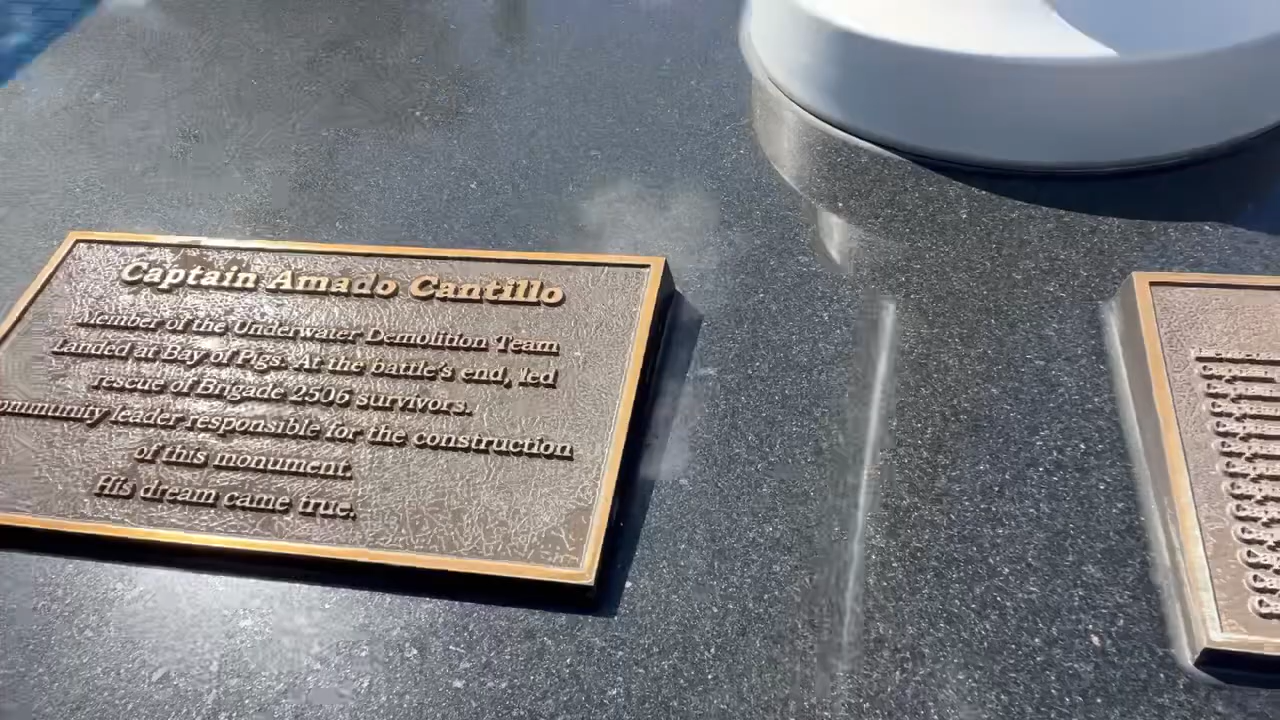 Captain Amado Cantillo
Member of the Underwater Demolition Team
Landed at Bay of Pigs. At the battle's end, led
rescue of Brigade 2506 survivors.
ommunity leader responsible for the construction
of this monument.
His dream came true.